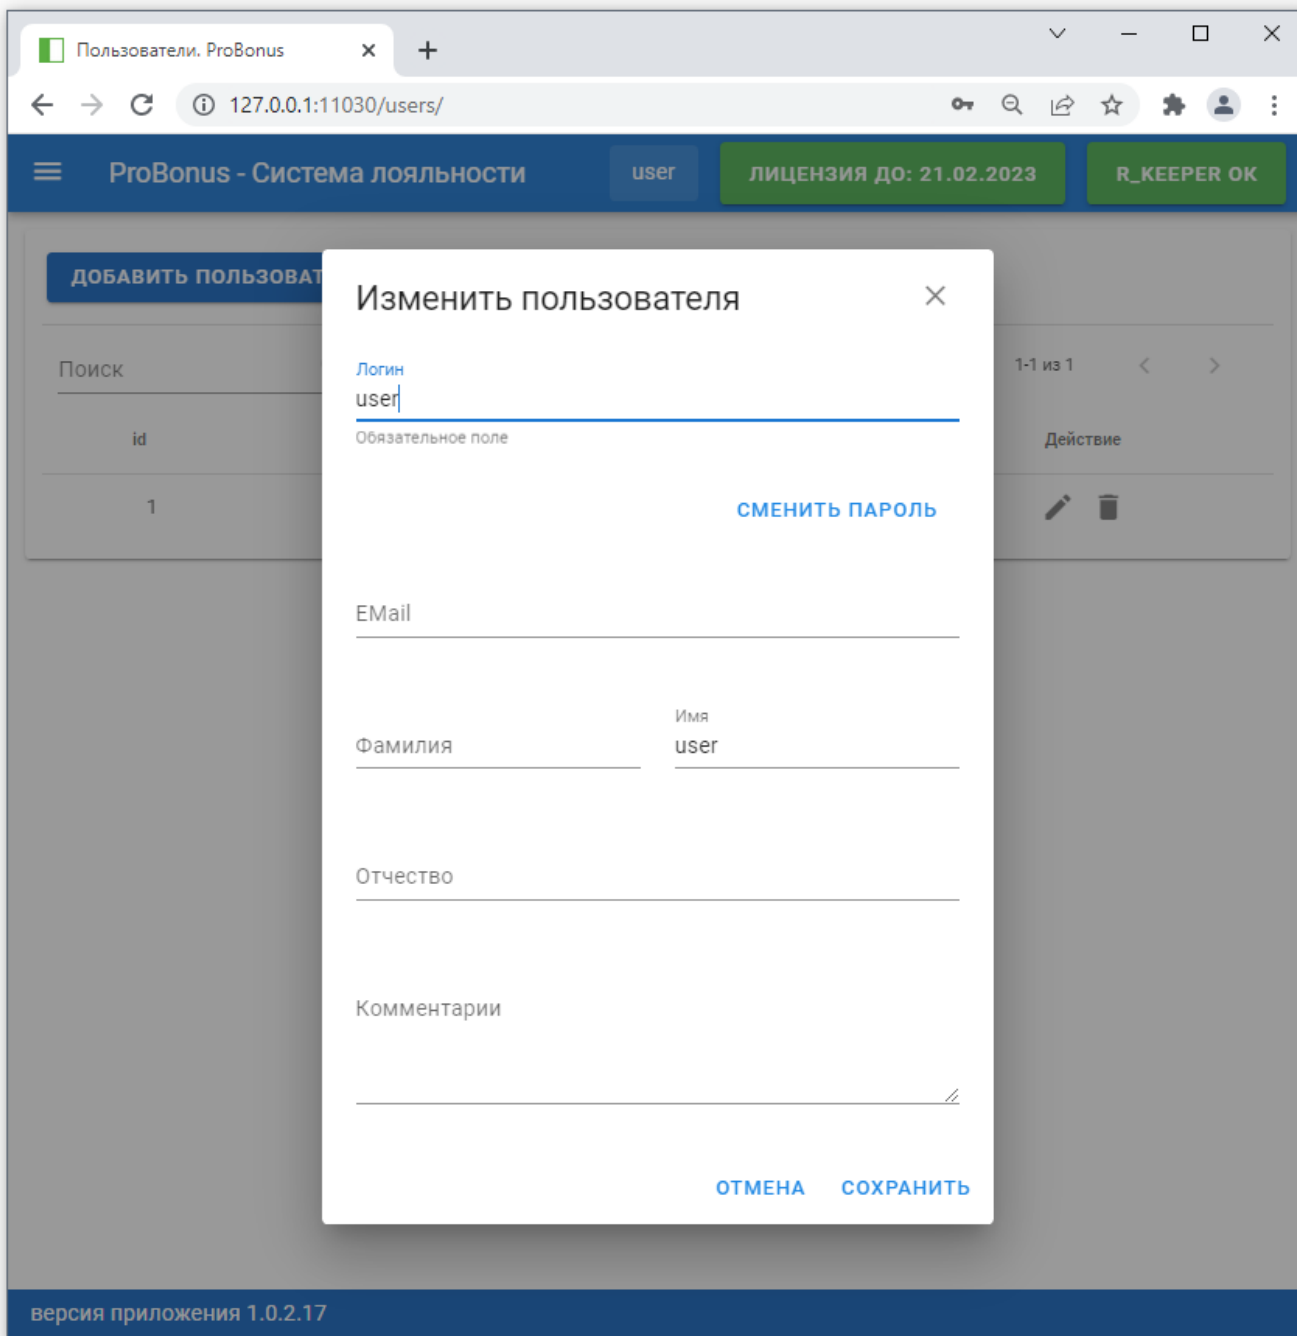 Пользователи. ProBonus
127.0.0.1:11030/users/
ProBonus - Система лояльности user ЛИЦЕНЗИЯ ДО: 21.02.2023 R_KEEPER OK
ДОБАВИТЬ
Изменить пользователя
Поиск
1-1 из 1
Логин
user
Обязательное поле
id
Действие
1
СМЕНИТЬ ПАРОЛЬ
EMail
Фамилия
Имя
user
Отчество
Комментарии
ОТМЕНА СОХРАНИТЬ
версия приложения 1.0.2.17